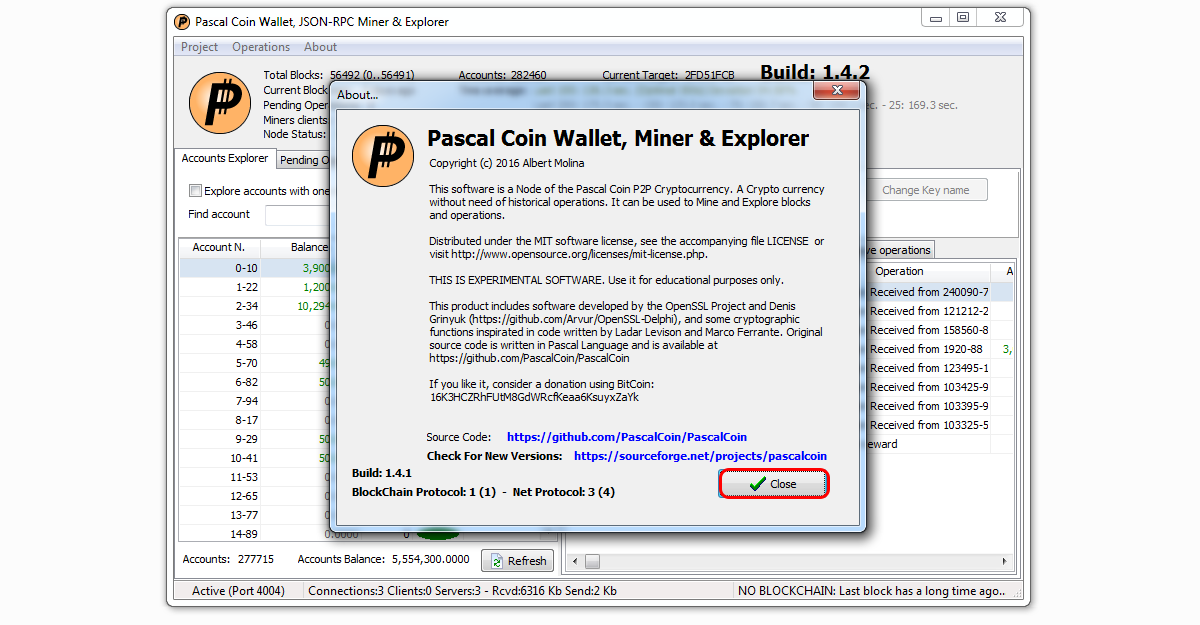 Pascal Coin Wallet, JSON-RPC Miner & Explorer
Project Operations About
Total Blocks: 56492 (0..56491) Accounts: 282460 Current Target: 2FD51FCB Build: 1.4.2
Current Block
Pending Oper
Miners clients
Node Status:
sec. - 25: 169.3 sec.
Accounts Explorer Pending O
Explore accounts with one
Change Key name
Find account
ve operations
Account N. Balance
0-10 3,900
1-22 1,200
2-34 10,294
3-46 0
4-58 0
5-70 49
6-82 50
7-94 0
8-17 0
9-29 50
10-41 50
11-53 0
12-65 0
13-77 0
14-89 0.0000 0
Operation A
Received from 240090-7
Received from 121212-2
Received from 158560-8
Received from 1920-88 3,
Received from 123495-1
Received from 103425-9
Received from 103395-9
Received from 103325-5
eward
About...
Pascal Coin Wallet, Miner & Explorer
Copyright (c) 2016 Albert Molina
This software is a Node of the Pascal Coin P2P Cryptocurrency. A Crypto currency
without need of historical operations. It can be used to Mine and Explore blocks
and operations.
Distributed under the MIT software license, see the accompanying file LICENSE or
visit http://www.opensource.org/licenses/mit-license.php.
THIS IS EXPERIMENTAL SOFTWARE. Use it for educational purposes only.
This product includes software developed by the OpenSSL Project and Denis
Grinyuk (https://github.com/Arvur/OpenSSL-Delphi), and some cryptographic
functions inspirated in code written by Ladar Levison and Marco Ferrante. Original
source code is written in Pascal Language and is available at
https://github.com/PascalCoin/PascalCoin
If you like it, consider a donation using BitCoin:
16K3HCZRhFUtM8GdWRcfKeaa6KsuyxZaYk
Source Code: https://github.com/PascalCoin/PascalCoin
Check For New Versions: https://sourceforge.net/projects/pascalcoin
Build: 1.4.1
BlockChain Protocol: 1 (1) - Net Protocol: 3 (4)
Close
Accounts: 277715 Accounts Balance: 5,554,300.0000 Refresh
Active (Port 4004) Connections:3 Clients:0 Servers:3 - Rcvd:6316 Kb Send:2 Kb NO BLOCKCHAIN: Last block has a long time ago..